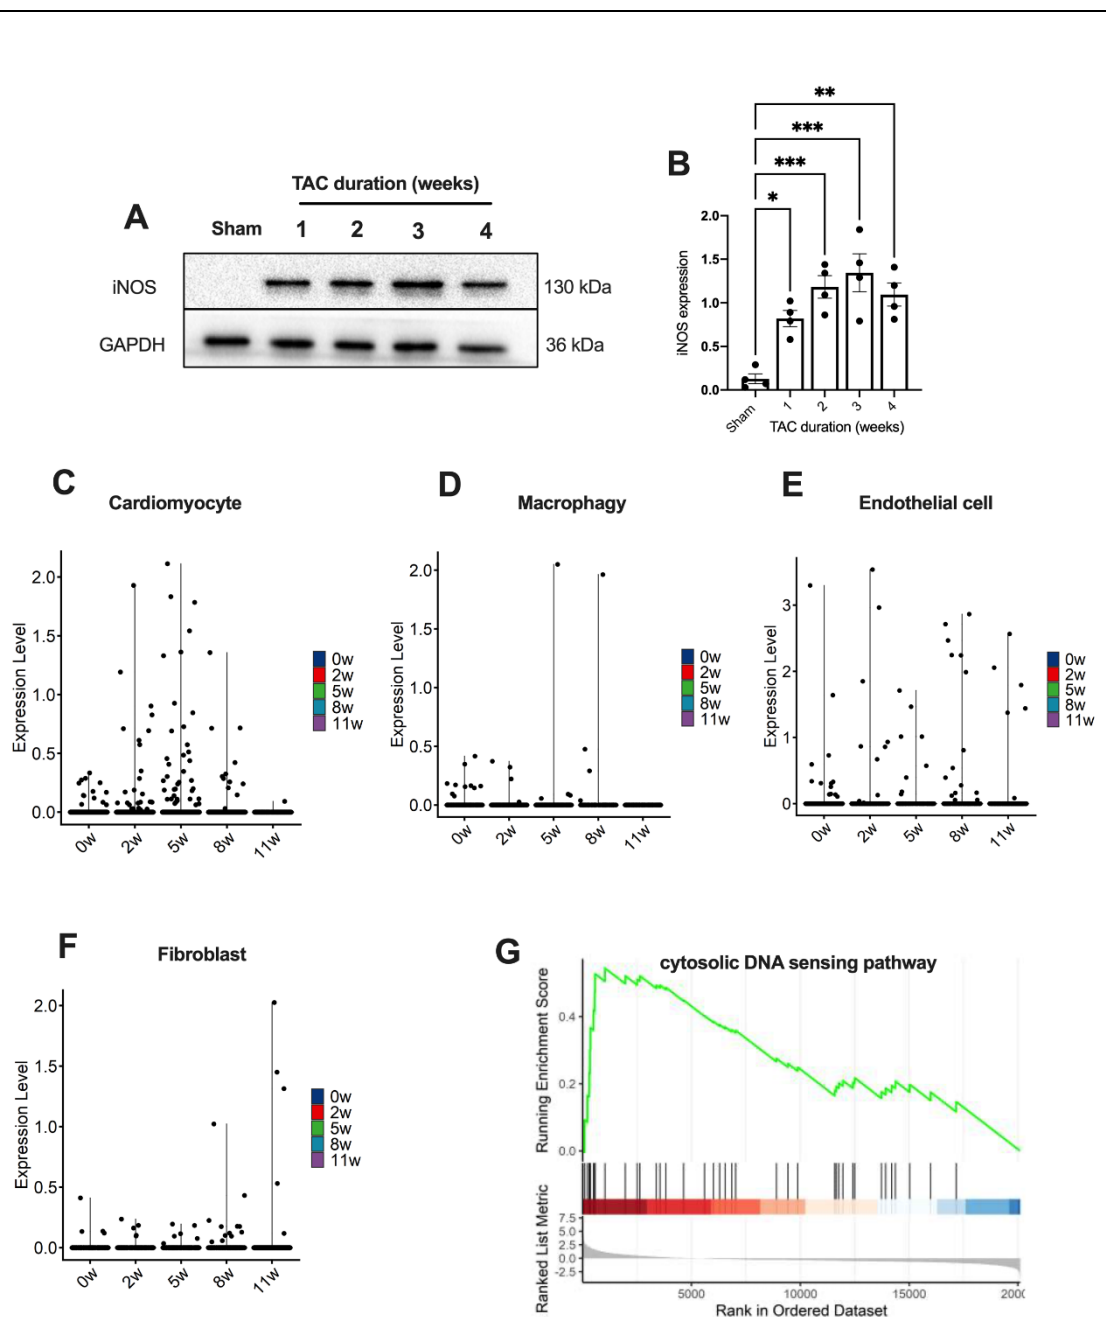 A
TAC duration (weeks)
Sham 1 2 3 4
iNOS 130 kDa
GAPDH 36 kDa
B
**
***
***
*
iNOS expression
2.0
1.5
1.0
0.5
0.0
Sham 1 2 3 4
TAC duration (weeks)
C
Cardiomyocyte
Expression Level
2.0
1.5
1.0
0.5
0.0
0w 2w 5w 8w 11w
0w
2w
5w
8w
11w
D
Macrophagy
Expression Level
2.0
1.5
1.0
0.5
0.0
0w 2w 5w 8w 11w
0w
2w
5w
8w
11w
E
Endothelial cell
Expression Level
3
2
1
0
0w 2w 5w 8w 11w
0w
2w
5w
8w
11w
F
Fibroblast
Expression Level
2.0
1.5
1.0
0.5
0.0
0w 2w 5w 8w 11w
0w
2w
5w
8w
11w
G
cytosolic DNA sensing pathway
Running Enrichment Score
0.4
0.2
0.0
Ranked List Metric
7.5
5.0
2.5
0.0
-2.5
5000 10000 15000 2000
Rank in Ordered Dataset